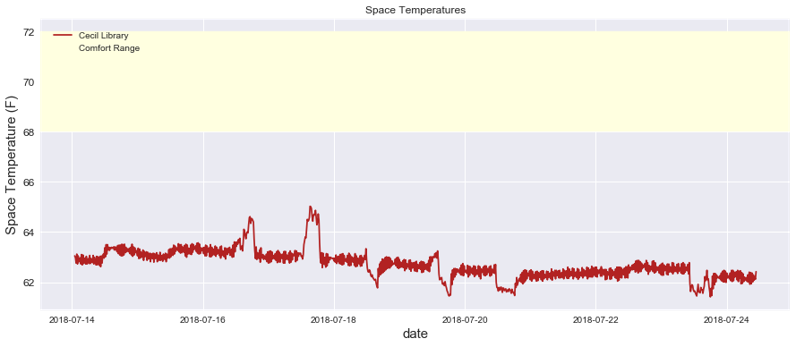 Space Temperatures
Cecil Library
Comfort Range
72
70
68
66
64
62
Space Temperature (F)
2018-07-14
2018-07-16
2018-07-18
2018-07-20
2018-07-22
2018-07-24
date